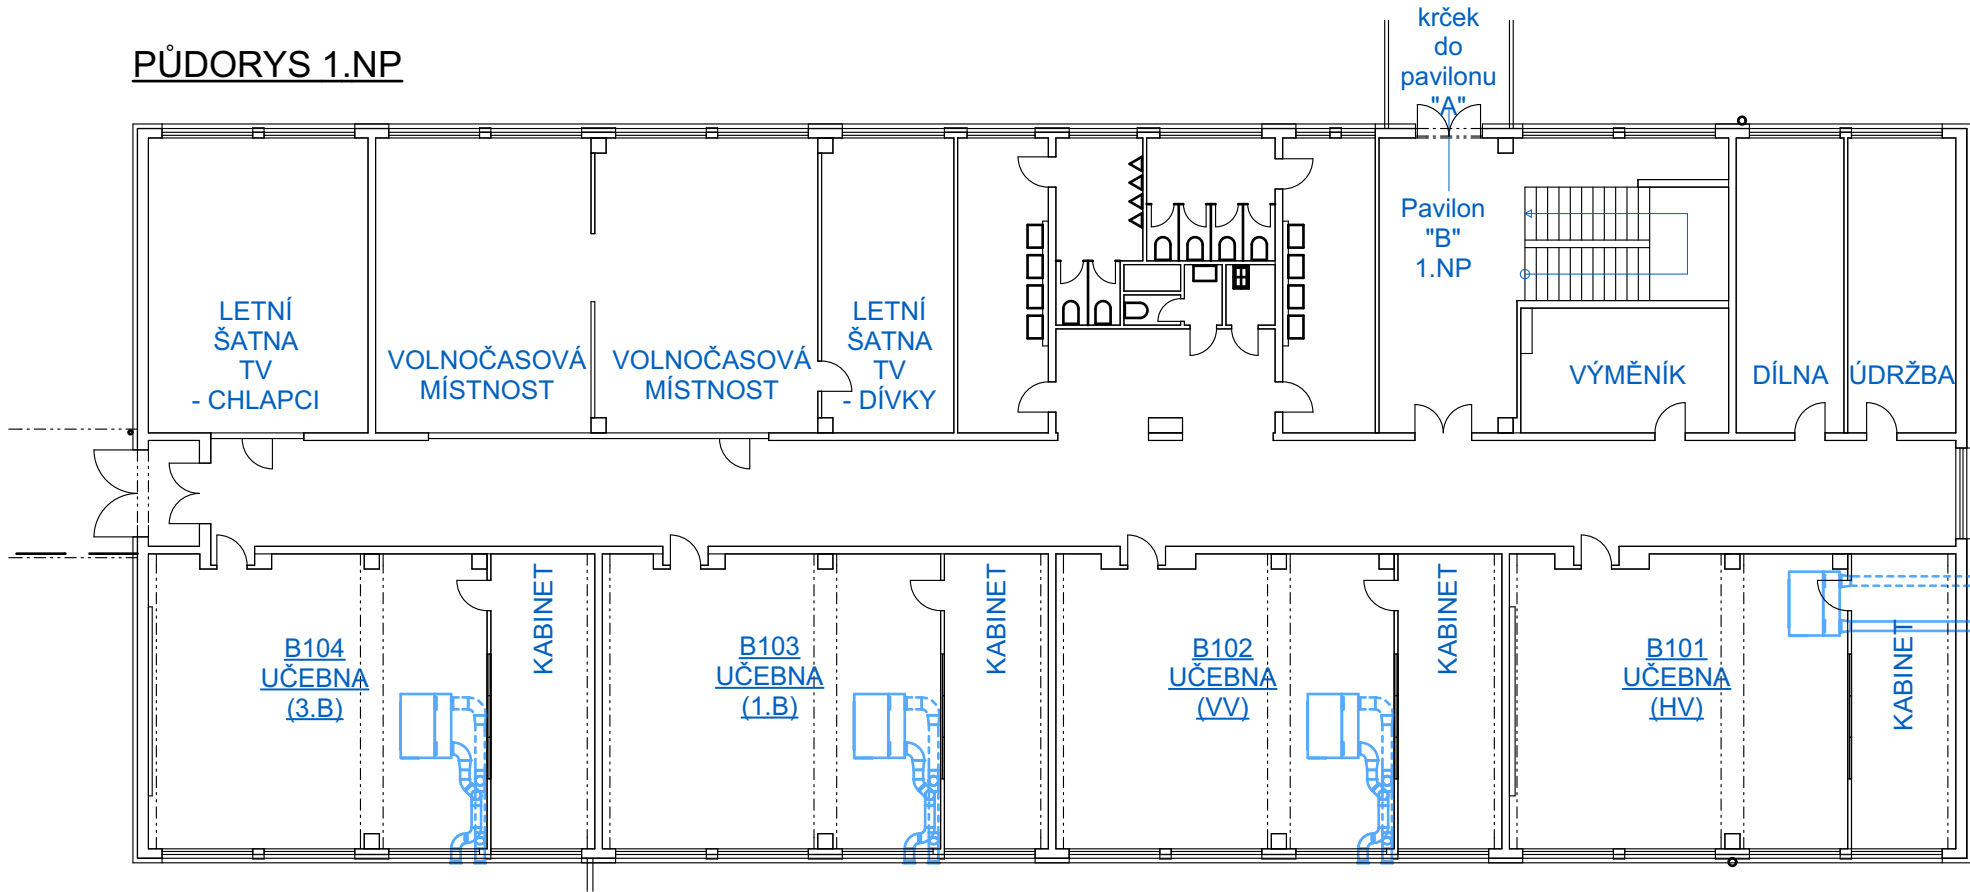 PŮDORYS 1.NP
krček
do
pavilonu
"A"
Pavilon
"B"
1.NP
LETNÍ
ŠATNA
TV
- CHLAPCI
VOLNOČASOVÁ
MÍSTNOST
VOLNOČASOVÁ
MÍSTNOST
LETNÍ
ŠATNA
TV
- DÍVKY
VÝMĚNÍK
DÍLNA
ÚDRŽBA
B104
UČEBNA
(3.B)
KABINET
B103
UČEBNA
(1.B)
KABINET
B102
UČEBNA
(VV)
KABINET
B101
UČEBNA
(HV)
KABINET